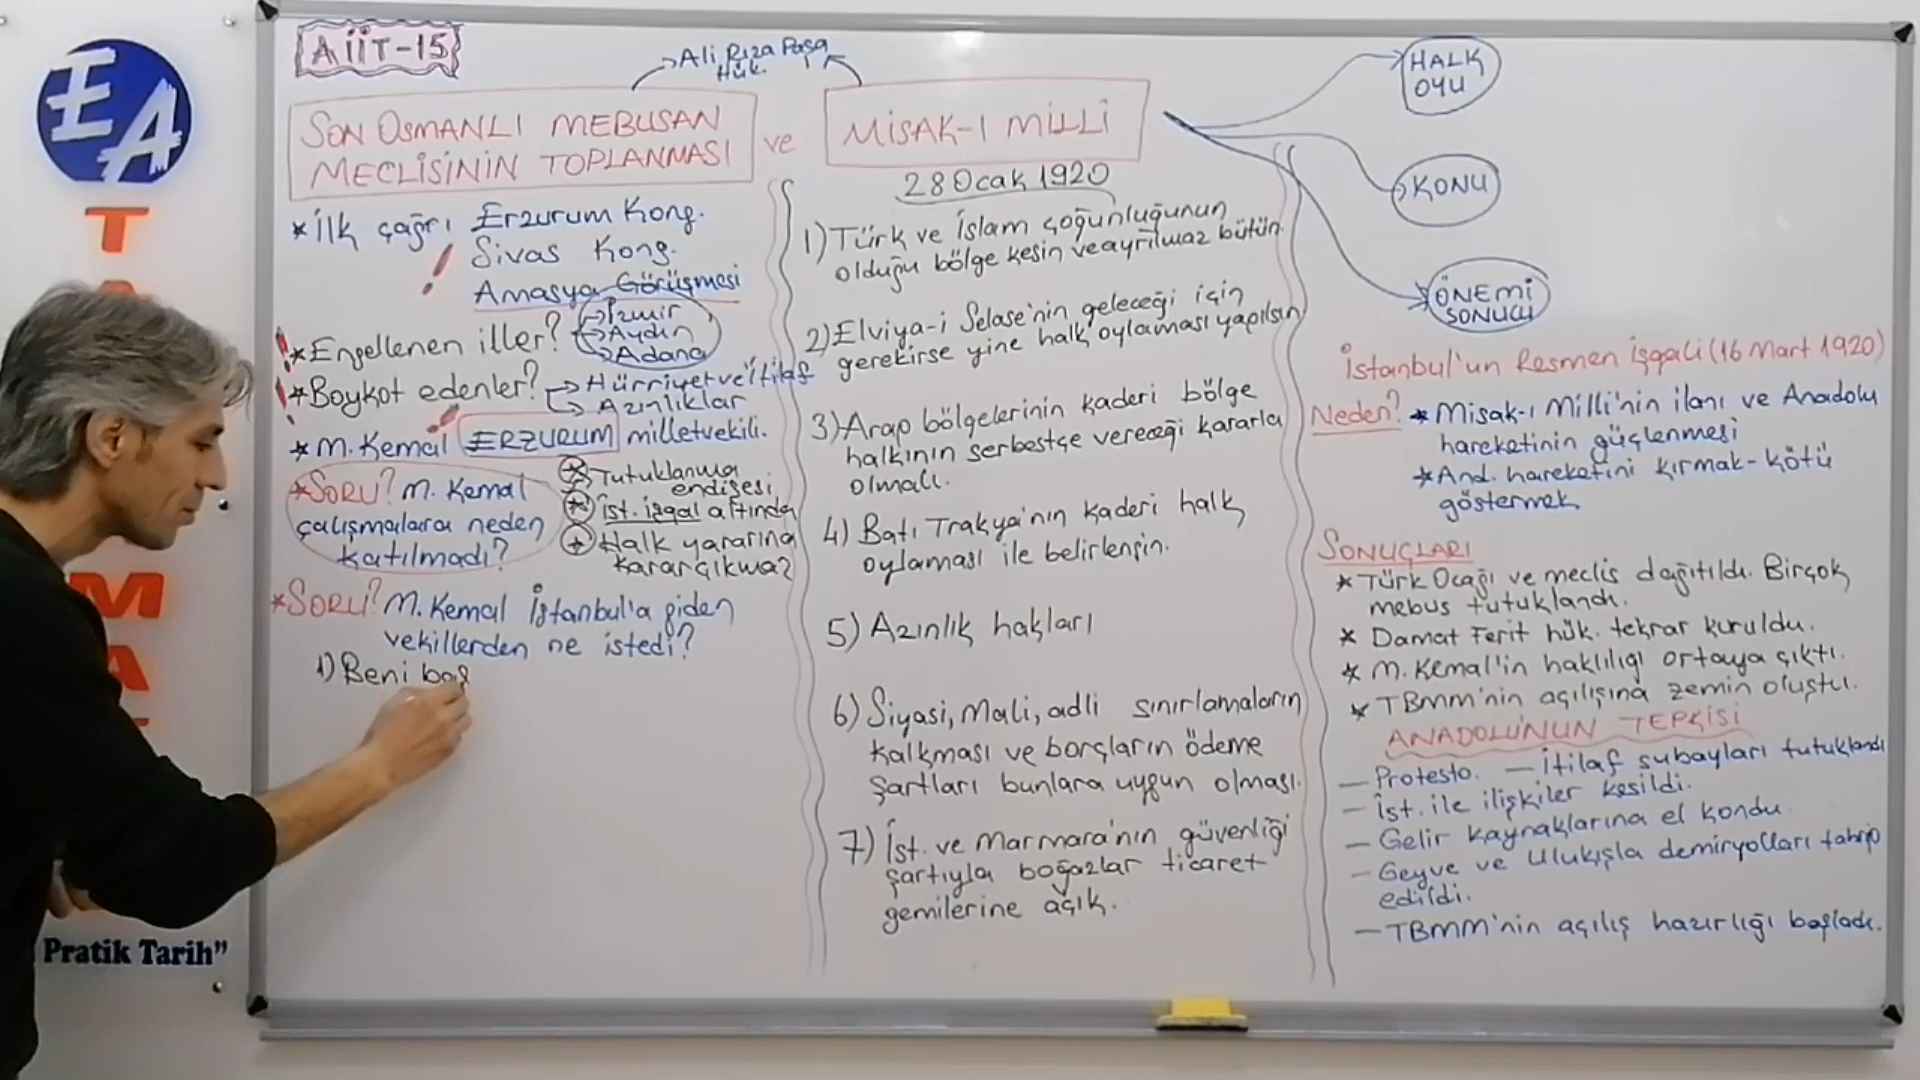 EA
TA
MA
Pratik Tarih"
AİİT-15
Ali Rıza Paşa
Hük.
SON OSMANLI MEBUSAN
MECLİSİNİN TOPLANMASI
ve
MİSAK-I MİLLİ
28 Ocak 1920
* İlk çağrı Erzurum Kong.
! Sivas Kong.
Amasya Görüşmesi
! * Engellenen iller? → İzmir
→ Aydın
→ Adana
! * Boykot edenler? → Hürriyet ve İtilaf
→ Azınlıklar
* M. Kemal ERZURUM milletvekili.
* SORU? M. Kemal
çalışmalara neden
katılmadı?
* Tutuklanma
endişesi
* İst. işgal altında
* Halk yararına
karar çıkmaz
* SORU? M. Kemal İstanbul'a giden
vekillerden ne istedi?
1) Beni baş
1) Türk ve İslam çoğunluğunun
olduğu bölge kesin ve ayrılmaz bütün.
2) Elviya-i Selase'nin geleceği için
gerekirse yine halk oylaması yapılsın
3) Arap bölgelerinin kaderi bölge
halkının serbestçe vereceği kararla
olmalı.
4) Batı Trakya'nın kaderi halk
oylaması ile belirlensin.
5) Azınlık hakları
6) Siyasi, Mali, adli sınırlamaların
kalkması ve borçların ödeme
şartları bunlara uygun olması.
7) İst. ve Marmara'nın güvenliği
şartıyla boğazlar ticaret
gemilerine açık.
HALK
OYU
KONU
ÖNEMİ
SONUCU
İstanbul'un Resmen İşgali (16 Mart 1920)
Neden? * Misak-ı Milli'nin ilanı ve Anadolu
hareketinin güçlenmesi
* And. hareketini kırmak-kötü
göstermek
SONUÇLARI
* Türk Ocağı ve meclis dağıtıldı. Birçok
mebus tutuklandı.
* Damat Ferit hük. tekrar kuruldu.
* M. Kemal'in haklılığı ortaya çıktı.
* TBMM'nin açılışına zemin oluştu.
ANADOLU'NUN TEPKİSİ
— Protesto. — İtilaf subayları tutuklandı
— İst. ile ilişkiler kesildi.
— Gelir kaynaklarına el kondu.
— Geyve ve Ulukışla demiryolları tahrip
edildi.
— TBMM'nin açılış hazırlığı başladı.